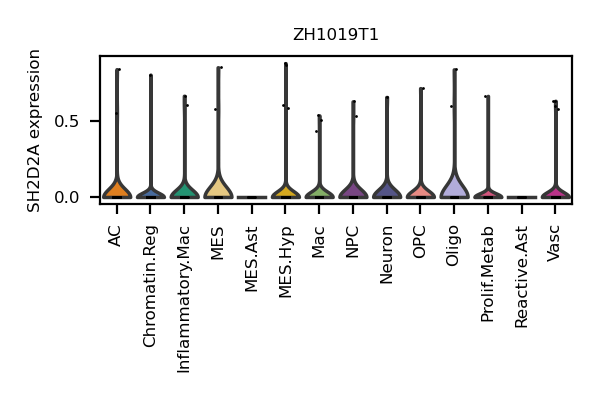 ZH1019T1
SH2D2A expression
0.5
0.0
AC
Chromatin.Reg
Inflammatory.Mac
MES
MES.Ast
MES.Hyp
Mac
NPC
Neuron
OPC
Oligo
Prolif.Metab
Reactive.Ast
Vasc